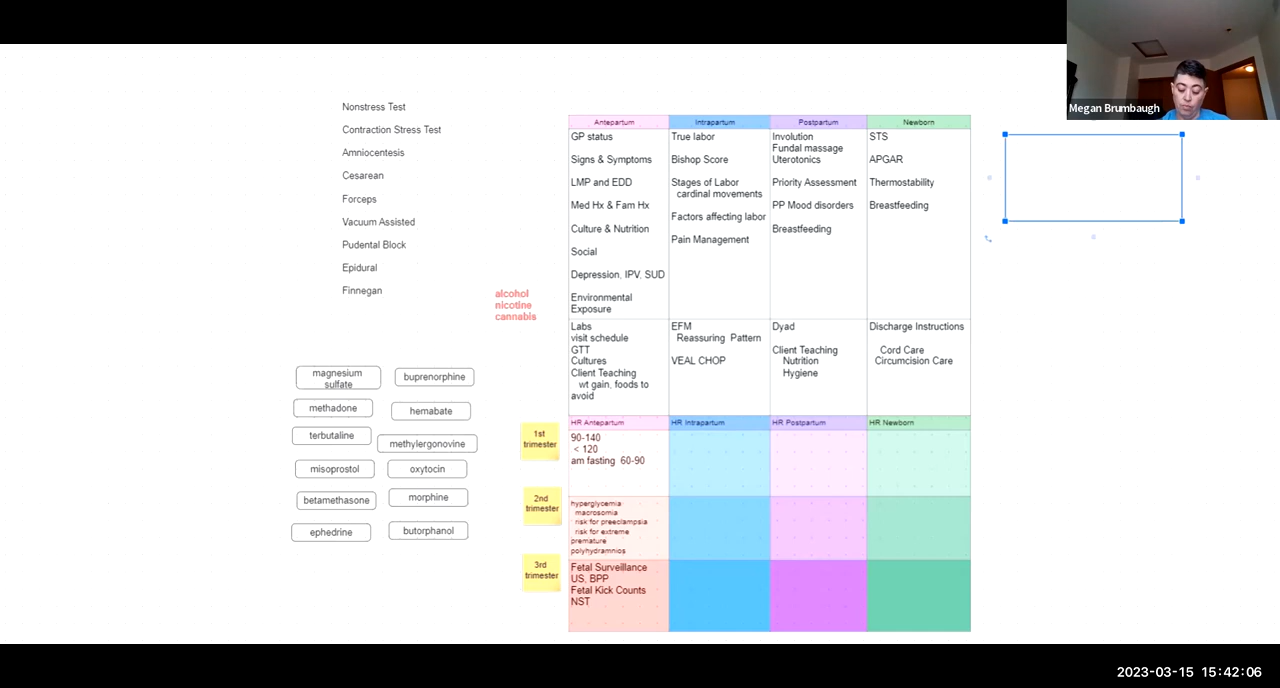 Megan Brumbaugh
Nonstress Test
Contraction Stress Test
Amniocentesis
Cesarean
Forceps
Vacuum Assisted
Pudental Block
Epidural
Finnegan
alcohol
nicotine
cannabis
magnesium
sulfate
buprenorphine
methadone
hemabate
terbutaline
methylergonovine
misoprostol
oxytocin
betamethasone
morphine
ephedrine
butorphanol
Antepartum
GP status
Signs & Symptoms
LMP and EDD
Med Hx & Fam Hx
Culture & Nutrition
Social
Depression, IPV, SUD
Environmental
Exposure
Intrapartum
True labor
Bishop Score
Stages of Labor
cardinal movements
Factors affecting labor
Pain Management
Postpartum
Involution
Fundal massage
Uterotonics
Priority Assessment
PP Mood disorders
Breastfeeding
Newborn
STS
APGAR
Thermostability
Breastfeeding
Labs
visit schedule
GTT
Cultures
Client Teaching
wt gain, foods to
avoid
EFM
Reassuring Pattern
VEAL CHOP
Dyad
Client Teaching
Nutrition
Hygiene
Discharge Instructions
Cord Care
Circumcision Care
HR Antepartum
HR Intrapartum
HR Postpartum
HR Newborn
1st
trimester
90-140
< 120
am fasting 60-90
2nd
trimester
hyperglycemia
macrosomia
risk for preeclampsia
risk for extreme
premature
polyhydramnios
3rd
trimester
Fetal Surveillance
US, BPP
Fetal Kick Counts
NST
2023-03-15 15:42:06